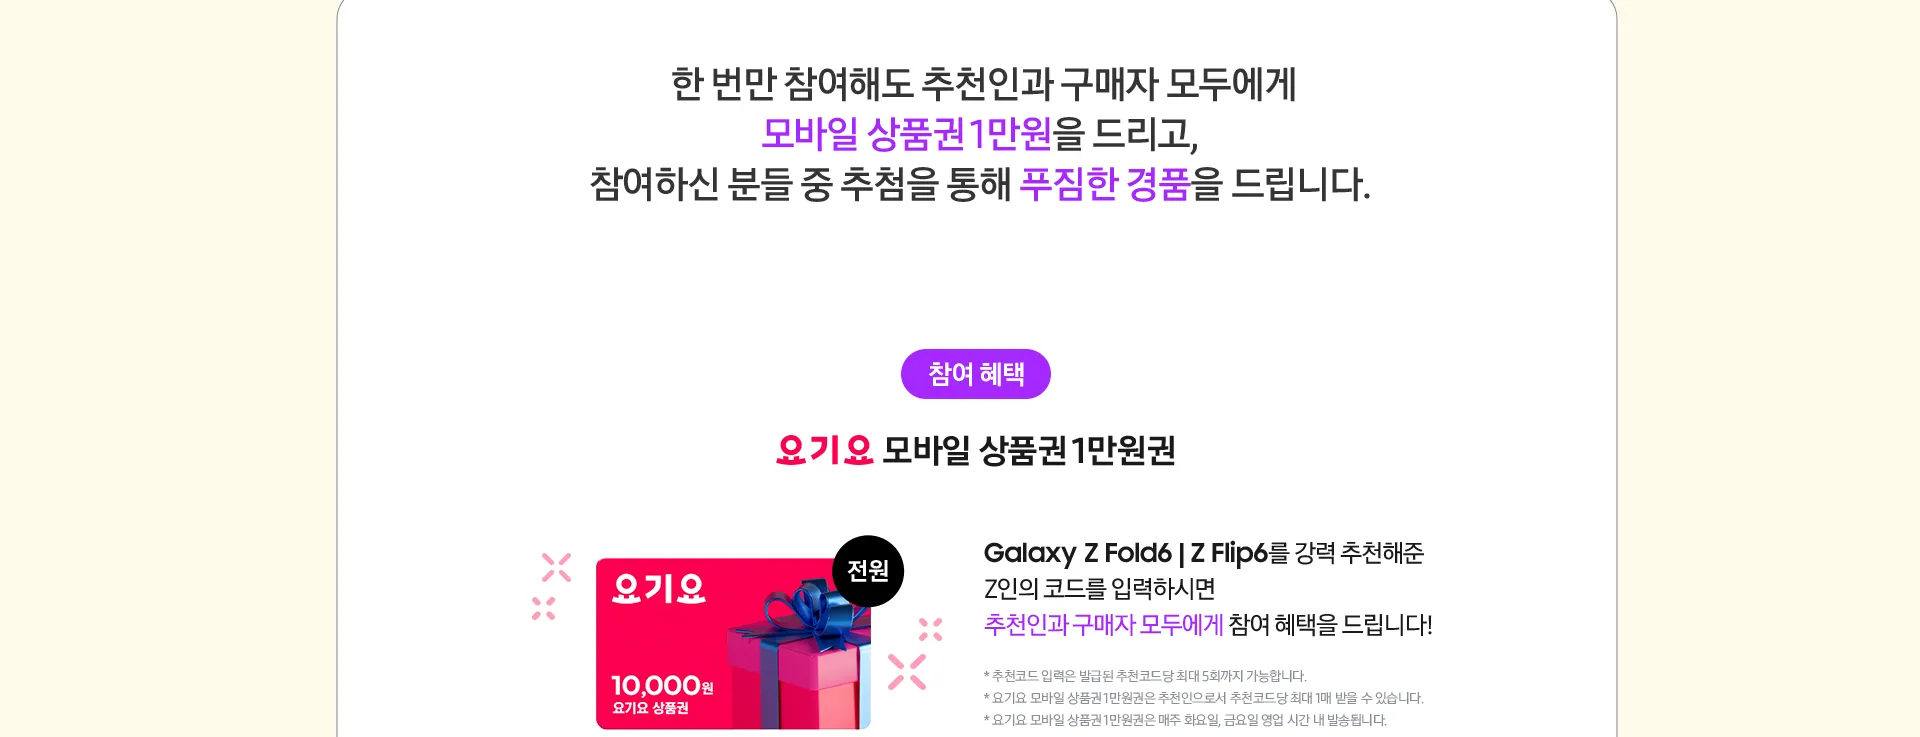 한 번만 참여해도 추천인과 구매자 모두에게
모바일 상품권 1만원을 드리고,
참여하신 분들 중 추첨을 통해 푸짐한 경품을 드립니다.
참여 혜택
요기요 모바일 상품권 1만원권
전원
요기요
10,000원
요기요 상품권
Galaxy Z Fold6 | Z Flip6를 강력 추천해준
Z인의 코드를 입력하시면
추천인과 구매자 모두에게 참여 혜택을 드립니다!
* 추천코드 입력은 발급된 추천코드당 최대 5회까지 가능합니다.
* 요기요 모바일 상품권 1만원권은 추천인으로서 추천코드당 최대 1매 받을 수 있습니다.
* 요기요 모바일 상품권 1만원권은 매주 화요일, 금요일 영업 시간 내 발송됩니다.